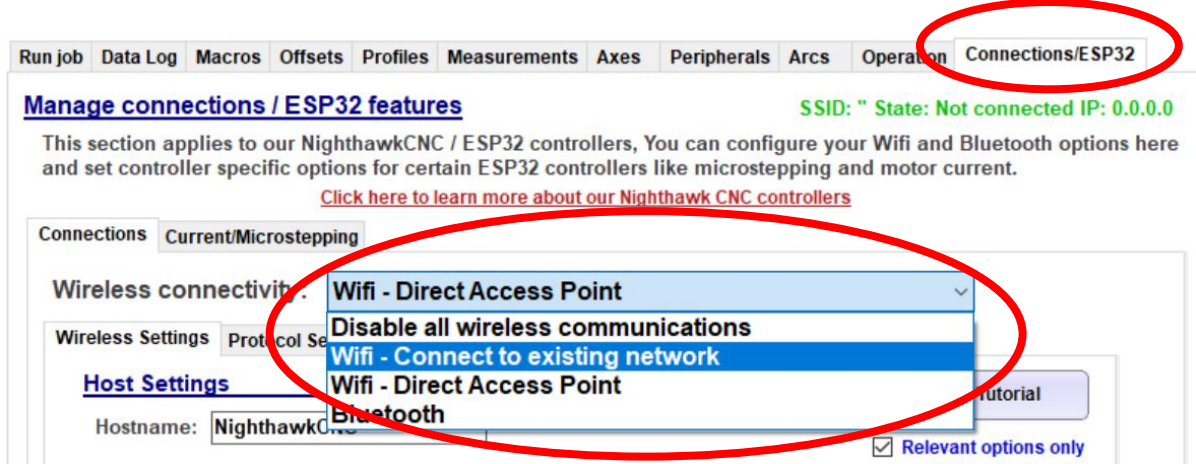 Run job Data Log Macros Offsets Profiles Measurements Axes Peripherals Arcs Operation Connections/ESP32
Manage connections / ESP32 features
SSID: '' State: Not connected IP: 0.0.0.0
This section applies to our NighthawkCNC / ESP32 controllers, You can configure your Wifi and Bluetooth options here
and set controller specific options for certain ESP32 controllers like microstepping and motor current.
Click here to learn more about our Nighthawk CNC controllers
Connections Current/Microstepping
Wireless connectivity: Wifi - Direct Access Point
Disable all wireless communications
Wifi - Connect to existing network
Wifi - Direct Access Point
Bluetooth
Wireless Settings Protocol Se
Host Settings
Tutorial
Hostname: NighthawkCNC
Relevant options only